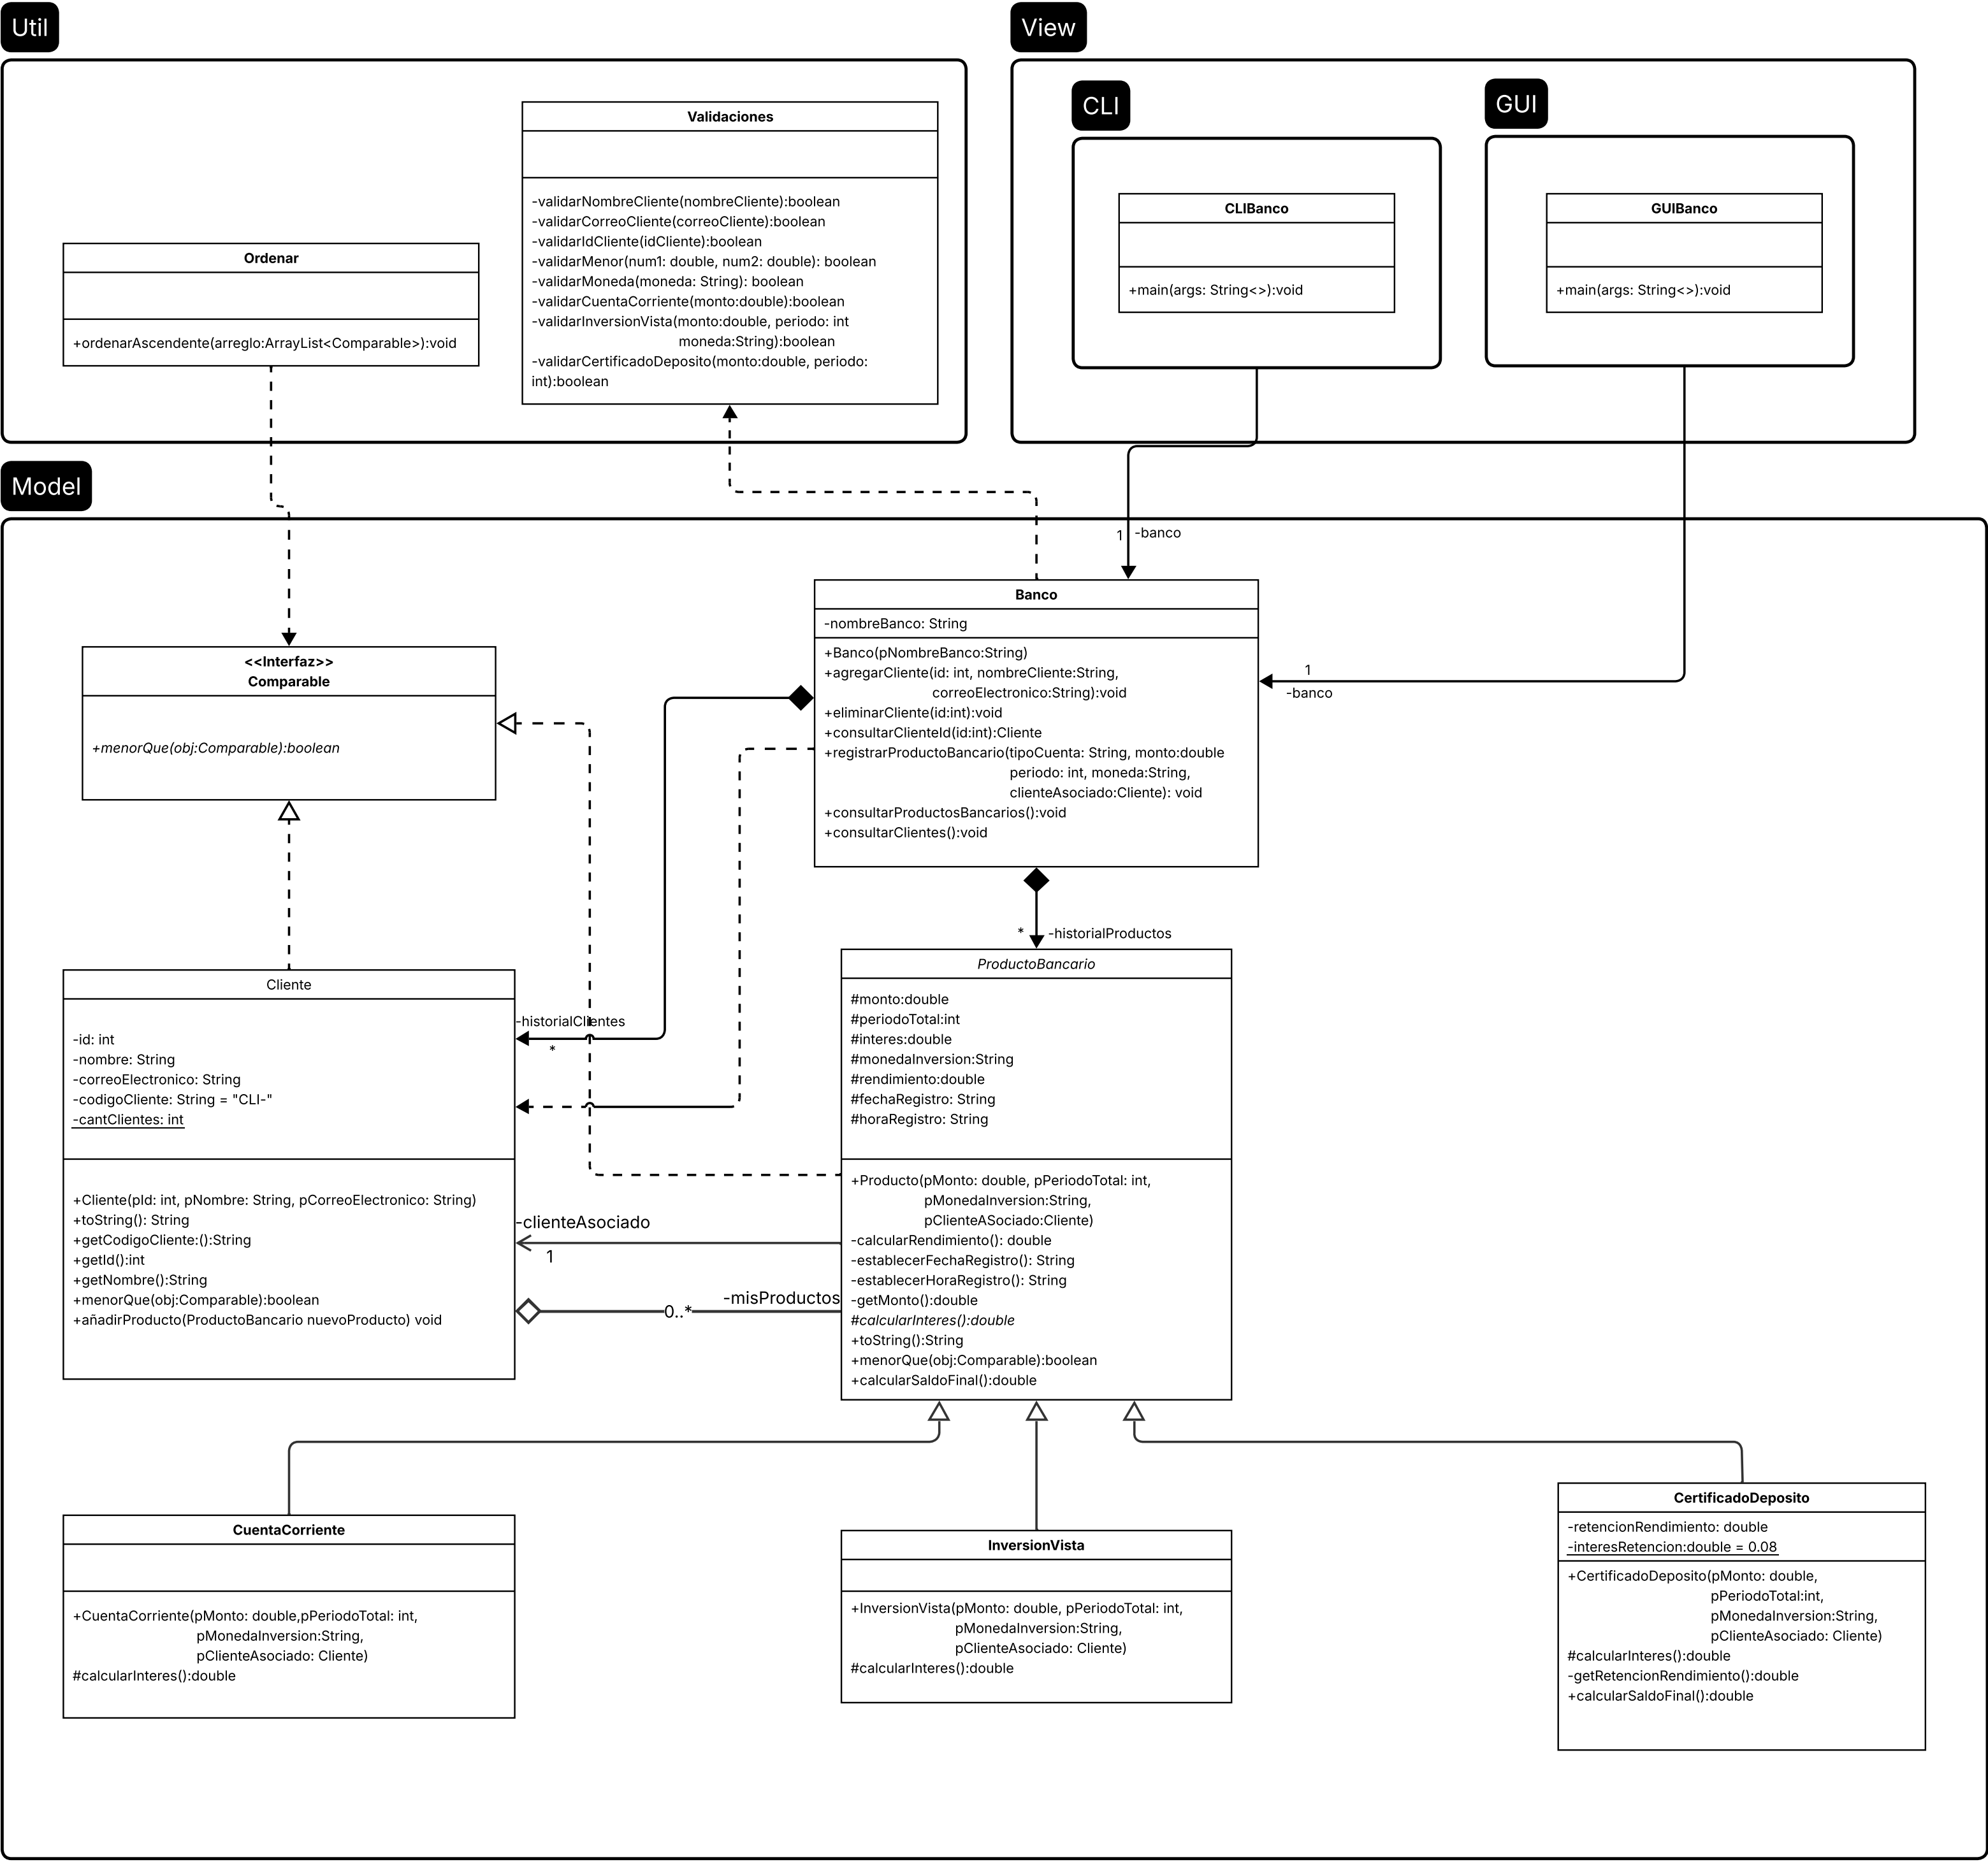 Util
Validaciones
-validarNombreCliente(nombreCliente):boolean
-validarCorreoCliente(correoCliente):boolean
-validarIdCliente(idCliente):boolean
-validarMenor(num1: double, num2: double): boolean
-validarMoneda(moneda: String): boolean
-validarCuentaCorriente(monto:double):boolean
-validarInversionVista(monto:double, periodo: int
moneda:String):boolean
-validarCertificadoDeposito(monto:double, periodo:
int):boolean
Ordenar
+ordenarAscendente(arreglo:ArrayList<Comparable>):void
View
CLI
CLIBanco
+main(args: String<>):void
GUI
GUIBanco
+main(args: String<>):void
Model
1
-banco
1
-banco
Banco
-nombreBanco: String
+Banco(pNombreBanco:String)
+agregarCliente(id: int, nombreCliente:String,
correoElectronico:String):void
+eliminarCliente(id:int):void
+consultarClienteId(id:int):Cliente
+registrarProductoBancario(tipoCuenta: String, monto:double
periodo: int, moneda:String,
clienteAsociado:Cliente): void
+consultarProductosBancarios():void
+consultarClientes():void
<<Interfaz>>
Comparable
+menorQue(obj:Comparable):boolean
* -historialProductos
Cliente
-id: int
-nombre: String
-correoElectronico: String
-codigoCliente: String = "CLI-"
-cantClientes: int
+Cliente(pId: int, pNombre: String, pCorreoElectronico: String)
+toString(): String
+getCodigoCliente:():String
+getId():int
+getNombre():String
+menorQue(obj:Comparable):boolean
+añadirProducto(ProductoBancario nuevoProducto) void
-historialClientes
*
-clienteAsociado
1
-misProductos
0..*
ProductoBancario
#monto:double
#periodoTotal:int
#interes:double
#monedaInversion:String
#rendimiento:double
#fechaRegistro: String
#horaRegistro: String
+Producto(pMonto: double, pPeriodoTotal: int,
pMonedaInversion:String,
pClienteASociado:Cliente)
-calcularRendimiento(): double
-establecerFechaRegistro(): String
-establecerHoraRegistro(): String
-getMonto():double
#calcularInteres():double
+toString():String
+menorQue(obj:Comparable):boolean
+calcularSaldoFinal():double
CuentaCorriente
+CuentaCorriente(pMonto: double,pPeriodoTotal: int,
pMonedaInversion:String,
pClienteAsociado: Cliente)
#calcularInteres():double
InversionVista
+InversionVista(pMonto: double, pPeriodoTotal: int,
pMonedaInversion:String,
pClienteAsociado: Cliente)
#calcularInteres():double
CertificadoDeposito
-retencionRendimiento: double
-interesRetencion:double = 0.08
+CertificadoDeposito(pMonto: double,
pPeriodoTotal:int,
pMonedaInversion:String,
pClienteAsociado: Cliente)
#calcularInteres():double
-getRetencionRendimiento():double
+calcularSaldoFinal():double